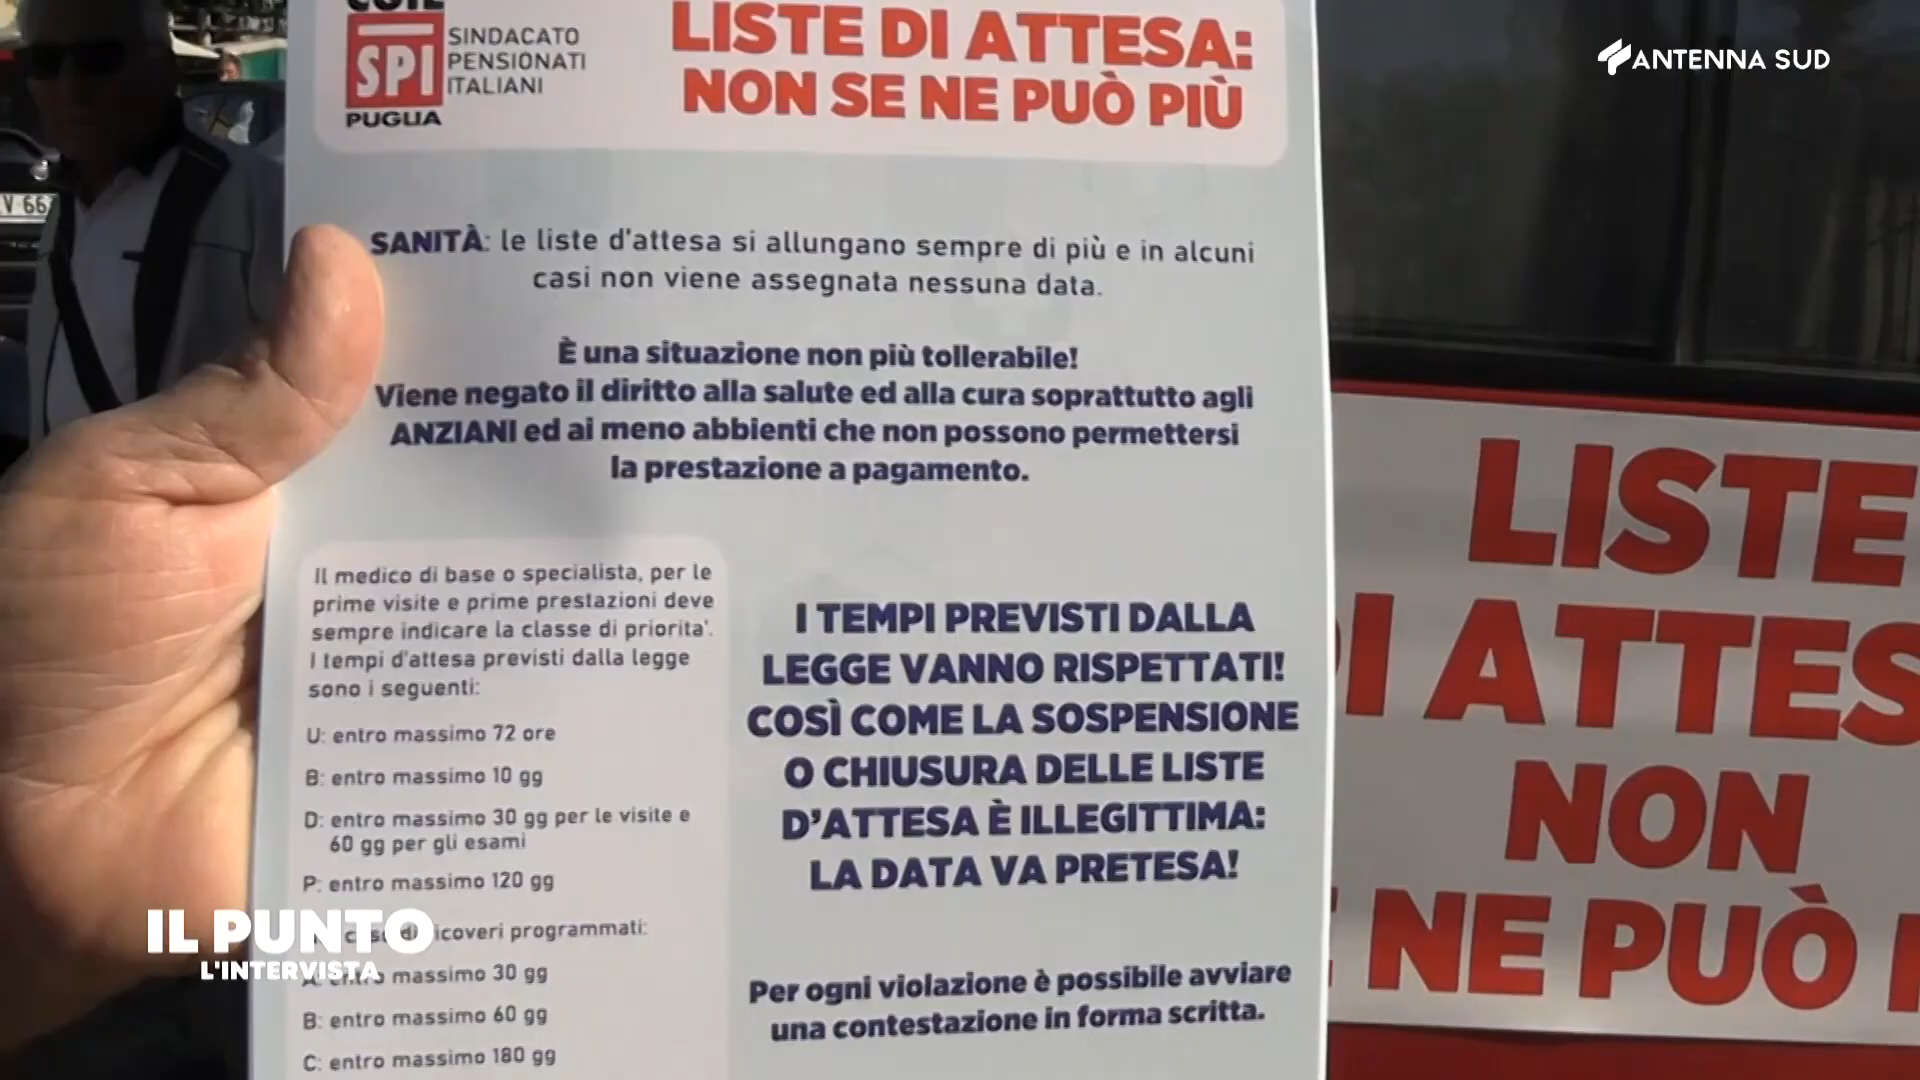 CGIL
SPI
SINDACATO
PENSIONATI
ITALIANI
PUGLIA
LISTE DI ATTESA:
NON SE NE PUÒ PIÙ
ANTENNA SUD
V 66
SANITÀ: le liste d'attesa si allungano sempre di più e in alcuni
casi non viene assegnata nessuna data.
È una situazione non più tollerabile!
Viene negato il diritto alla salute ed alla cura soprattutto agli
ANZIANI ed ai meno abbienti che non possono permettersi
la prestazione a pagamento.
Il medico di base o specialista, per le
prime visite e prime prestazioni deve
sempre indicare la classe di priorita'.
I tempi d'attesa previsti dalla legge
sono i seguenti:
U: entro massimo 72 ore
B: entro massimo 10 gg
D: entro massimo 30 gg per le visite e
60 gg per gli esami
P: entro massimo 120 gg
icoveri programmati:
entro massimo 30 gg
B: entro massimo 60 gg
C: entro massimo 180 gg
I TEMPI PREVISTI DALLA
LEGGE VANNO RISPETTATI!
COSÌ COME LA SOSPENSIONE
O CHIUSURA DELLE LISTE
D'ATTESA È ILLEGITTIMA:
LA DATA VA PRETESA!
Per ogni violazione è possibile avviare
una contestazione in forma scritta.
LISTE
DI ATTES
NON
E NE PUÒ
IL PUNTO
L'INTERVISTA